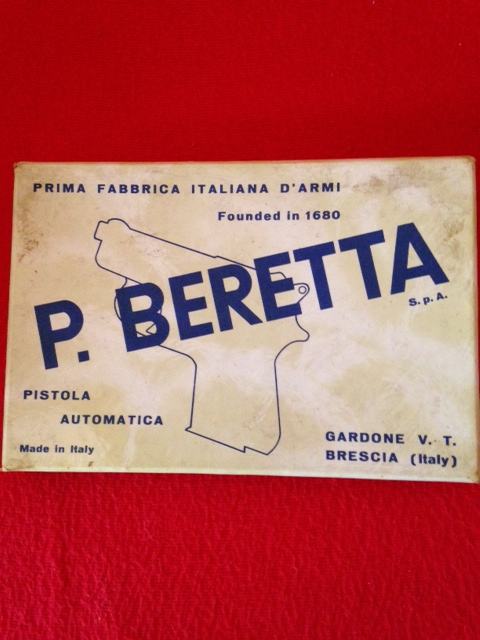 PRIMA FABBRICA ITALIANA D'ARMI
Founded in 1680
P. BERETTA
S.p.A.
PISTOLA
AUTOMATICA
Made in Italy
GARDONE V. T.
BRESCIA (Italy)